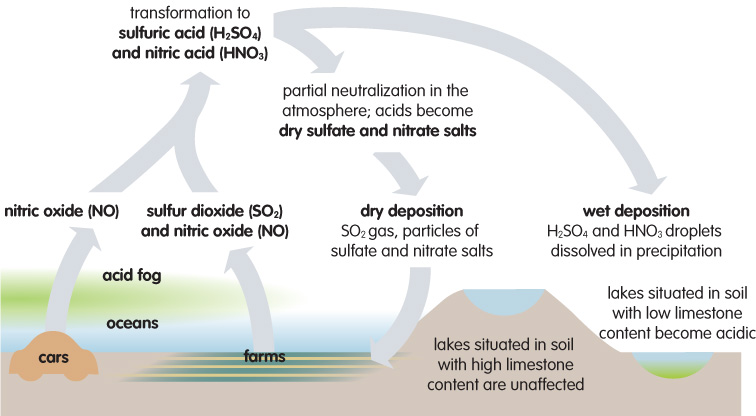 transformation to
sulfuric acid (H₂SO₄)
and nitric acid (HNO₃)
partial neutralization in the
atmosphere; acids become
dry sulfate and nitrate salts
nitric oxide (NO)
sulfur dioxide (SO₂)
and nitric oxide (NO)
dry deposition
SO₂ gas, particles of
sulfate and nitrate salts
wet deposition
H₂SO₄ and HNO₃ droplets
dissolved in precipitation
acid fog
oceans
cars
farms
lakes situated in soil
with high limestone
content are unaffected
lakes situated in soil
with low limestone
content become acidic